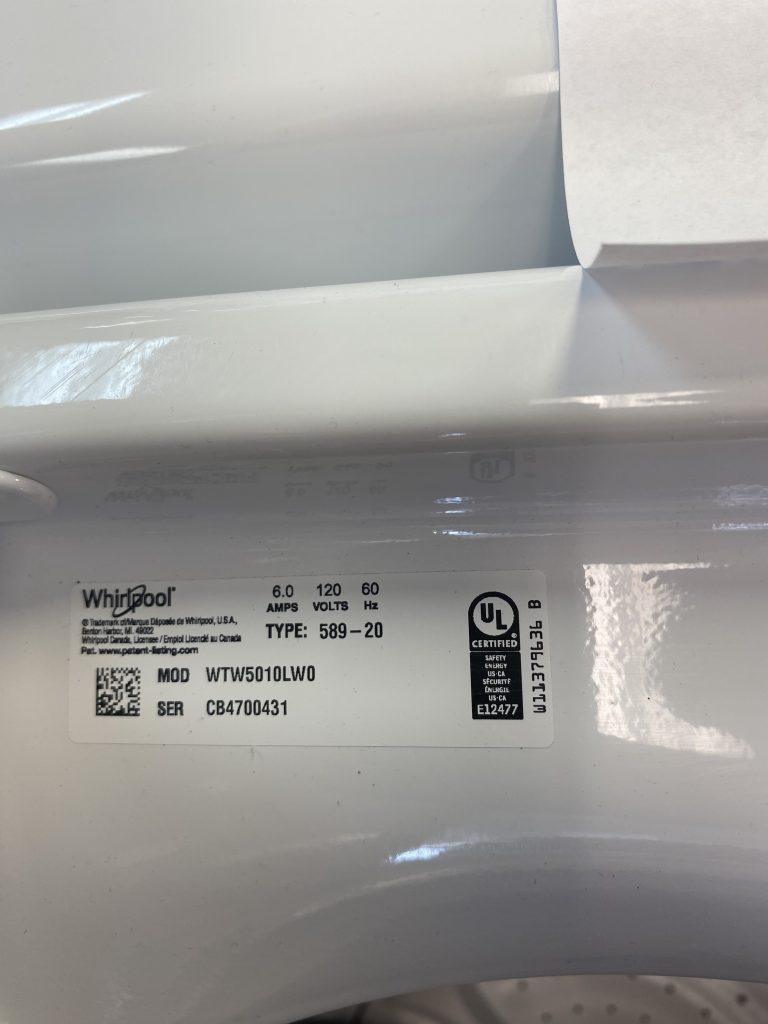 Whirlpool®
® Trademark of/Marque Déposée de Whirlpool, U.S.A.,
Benton Harbor, MI. 49022
Whirlpool Canada, Licensee / Emploi Licencié au Canada
Pat. www.patent-listing.com
6.0 120 60
AMPS VOLTS Hz
TYPE: 589-20
MOD WTW5010LW0
SER CB4700431
UL
CERTIFIED®
SAFETY
ENERGY
US-CA
SÉCURITÉ
ÉNERGIE
US-CA
E12477
W11379636 B